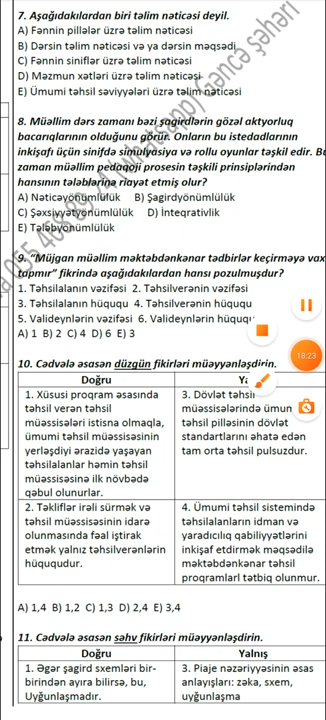 7. Aşağıdakılardan biri təlim nəticəsi deyil.
A) Fənnin pillələr üzrə təlim nəticəsi
B) Dərsin təlim nəticəsi və ya dərsin məqsədi
C) Fənnin siniflər üzrə təlim nəticəsi
D) Məzmun xətləri üzrə təlim nəticəsi
E) Ümumi təhsil səviyyələri üzrə təlim nəticəsi
8. Müəllim dərs zamanı bəzi şagirdlərin gözəl aktyorluq
bacarıqlarının olduğunu görür. Onların bu istedadlarının
inkişafı üçün sinifdə simulyasiya və rollu oyunlar təşkil edir. Bu
zaman müəllim pedaqoji prosesin təşkili prinsiplərindən
hansının tələblərinə riayət etmiş olur?
A) Nəticəyönümlülük B) Şagirdyönümlülük
C) Şəxsiyyətyönümlülük D) İnteqrativlik
E) Tələbyönümlülük
9. “Müjgan müəllim məktəbdənkənar tədbirlər keçirməyə vax
tapmır” fikrində aşağıdakılardan hansı pozulmuşdur?
1. Təhsilalanın vəzifəsi 2. Təhsilverənin vəzifəsi
3. Təhsilalanın hüququ 4. Təhsilverənin hüququ
5. Valideynlərin vəzifəsi 6. Valideynlərin hüququ
A) 1 B) 2 C) 4 D) 6 E) 3
18:23
10. Cədvələ əsasən düzgün fikirləri müəyyənləşdirin.
Doğru
1. Xüsusi proqram əsasında
təhsil verən təhsil
müəssisələri istisna olmaqla,
ümumi təhsil müəssisəsinin
yerləşdiyi ərazidə yaşayan
təhsilalanlar həmin təhsil
müəssisəsinə ilk növbədə
qəbul olunurlar.
3. Dövlət təhsil
müəssisələrində ümum
təhsil pilləsinin dövlət
standartlarını əhatə edən
tam orta təhsil pulsuzdur.
2. Təkliflər irəli sürmək və
təhsil müəssisəsinin idarə
olunmasında fəal iştirak
etmək yalnız təhsilverənlərin
hüququdur.
4. Ümumi təhsil sistemində
təhsilalanların idman və
yaradıcılıq qabiliyyətlərini
inkişaf etdirmək məqsədilə
məktəbdənkənar təhsil
proqramları tətbiq olunmur.
A) 1,4 B) 1,2 C) 1,3 D) 2,4 E) 3,4
11. Cədvələ əsasən səhv fikirləri müəyyənləşdirin.
Doğru Yalnış
1. Əgər şagird sxemləri bir-
birindən ayıra bilirsə, bu,
Uyğunlaşmadır.
3. Piaje nəzəriyyəsinin əsas
anlayışları: zəka, sxem,
uyğunlaşma